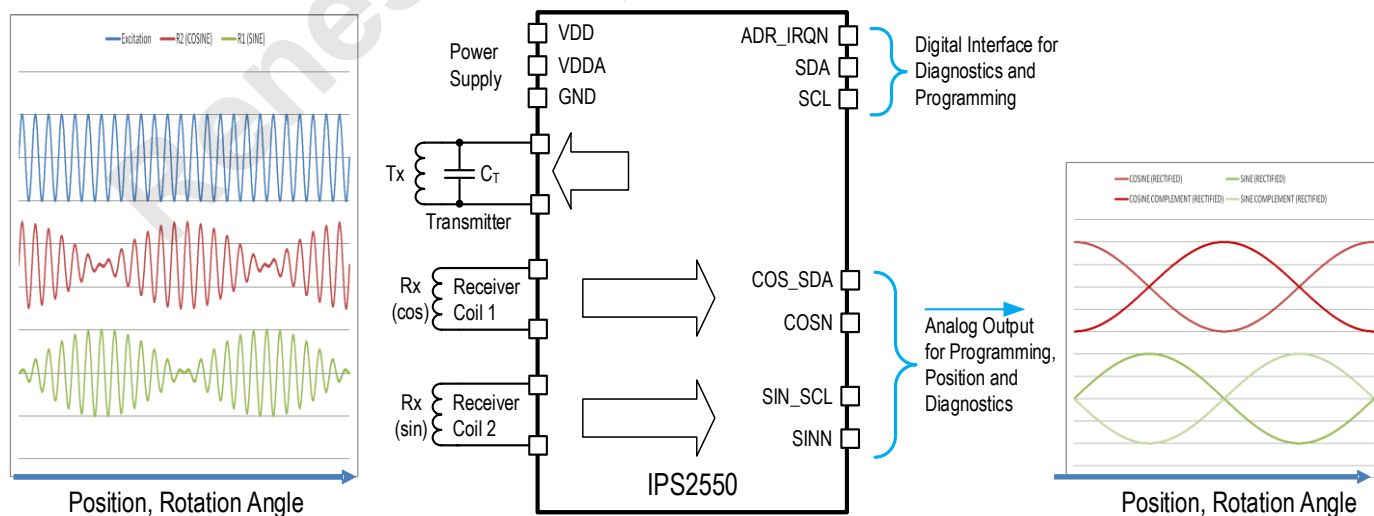 Renes
Excitation
R2 (COSINE)
R1 (SINE)
Position, Rotation Angle
Power
Supply
VDD
VDDA
GND
Tx
CT
Transmitter
Rx
(cos)
Receiver
Coil 1
Rx
(sin)
Receiver
Coil 2
ADR_IRQN
SDA
SCL
COS_SDA
COSN
SIN_SCL
SINN
IPS2550
Digital Interface for
Diagnostics and
Programming
Analog Output
for Programming,
Position and
Diagnostics
COSINE (RECTIFIED)
SINE (RECTIFIED)
COSINE COMPLEMENT (RECTIFIED)
SINE COMPLEMENT (RECTIFIED)
Position, Rotation Angle